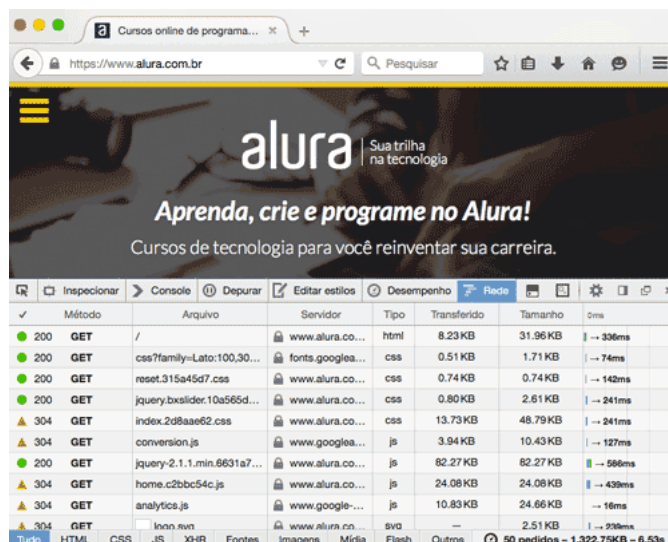 Cursos online de programa... ×
https://www.alura.com.br
Pesquisar
alura
Sua trilha
na tecnologia
Aprenda, crie e programe no Alura!
Cursos de tecnologia para você reinventar sua carreira.
Inspecionar Console Depurar Editar estilos Desempenho Rede
✓ Método Arquivo Servidor Tipo Transferido Tamanho 0ms
200 GET / www.alura.co... html 8.23 KB 31.96 KB → 336ms
200 GET css?family=Lato:100,30... fonts.googlea... css 0.51 KB 1.71 KB → 74ms
200 GET reset.315a45d7.css www.alura.co... css 0.74 KB 0.74 KB → 142ms
200 GET jquery.bxslider.10a565d... www.alura.co... css 0.80 KB 2.61 KB → 241ms
304 GET index.2d8aae62.css www.alura.co... css 13.73 KB 48.79 KB → 241ms
304 GET conversion.js www.googlea... js 3.94 KB 10.43 KB → 127ms
200 GET jquery-2.1.1.min.6631a7... www.alura.co... js 82.27 KB 82.27 KB → 566ms
304 GET home.c2bbc54c.js www.alura.co... js 24.08 KB 24.08 KB → 439ms
304 GET analytics.js www.google-... js 10.83 KB 24.66 KB → 16ms
304 GET logo.svg www.alura.co... svg — 2.51 KB → 239ms
Tudo HTML CSS JS XHR Fontes Imagens Mídia Flash Outros 50 pedidos – 1.322,75KB – 6,53s